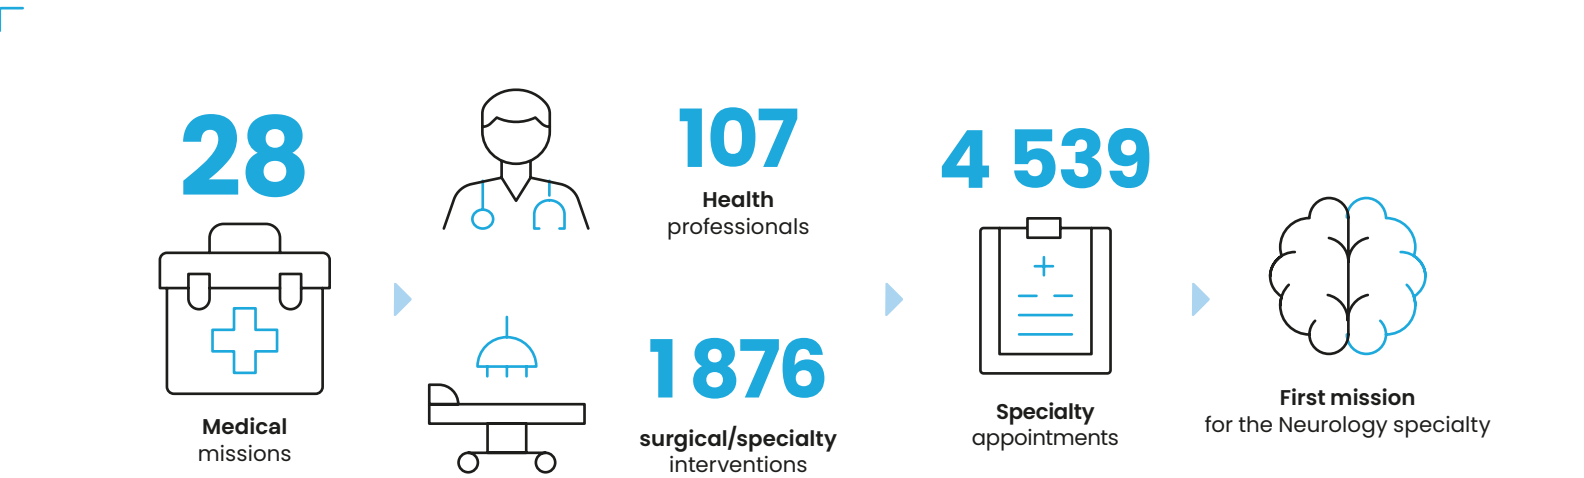 28
Medical
missions
107
Health
professionals
1 876
surgical/specialty
interventions
4 539
Specialty
appointments
First mission
for the Neurology specialty